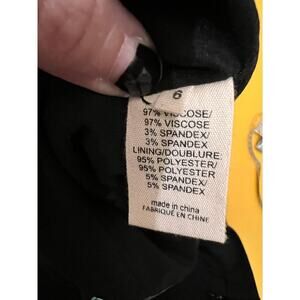 6
97% VISCOSE/
97% VISCOSE
3% SPANDEX/
3% SPANDEX
LINING/DOUBLURE:
95% POLYESTER/
95% POLYESTER
5% SPANDEX/
5% SPANDEX
made in china
FABRIQUÉ EN CHINE